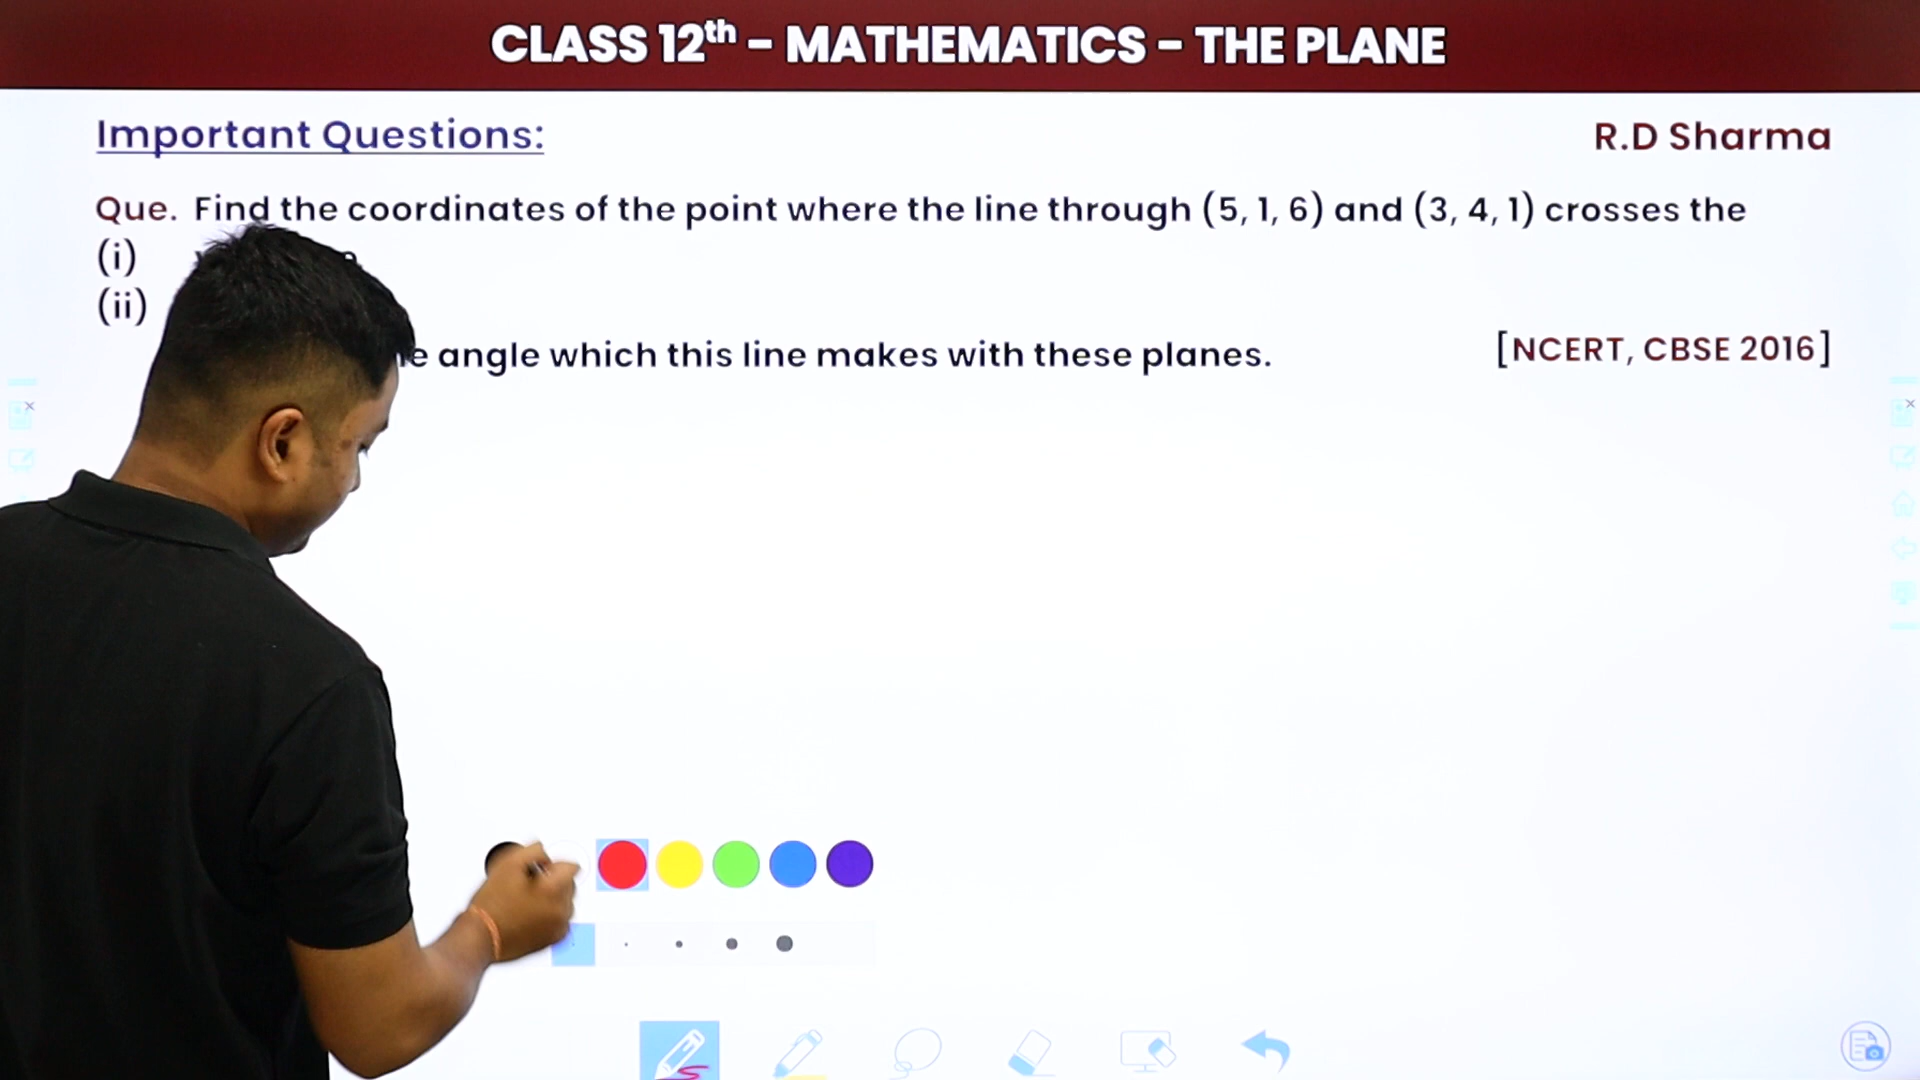 CLASS 12th - MATHEMATICS - THE PLANE
Important Questions:
R.D Sharma
Que. Find the coordinates of the point where the line through (5, 1, 6) and (3, 4, 1) crosses the
(i)
(ii)
angle which this line makes with these planes.
[NCERT, CBSE 2016]